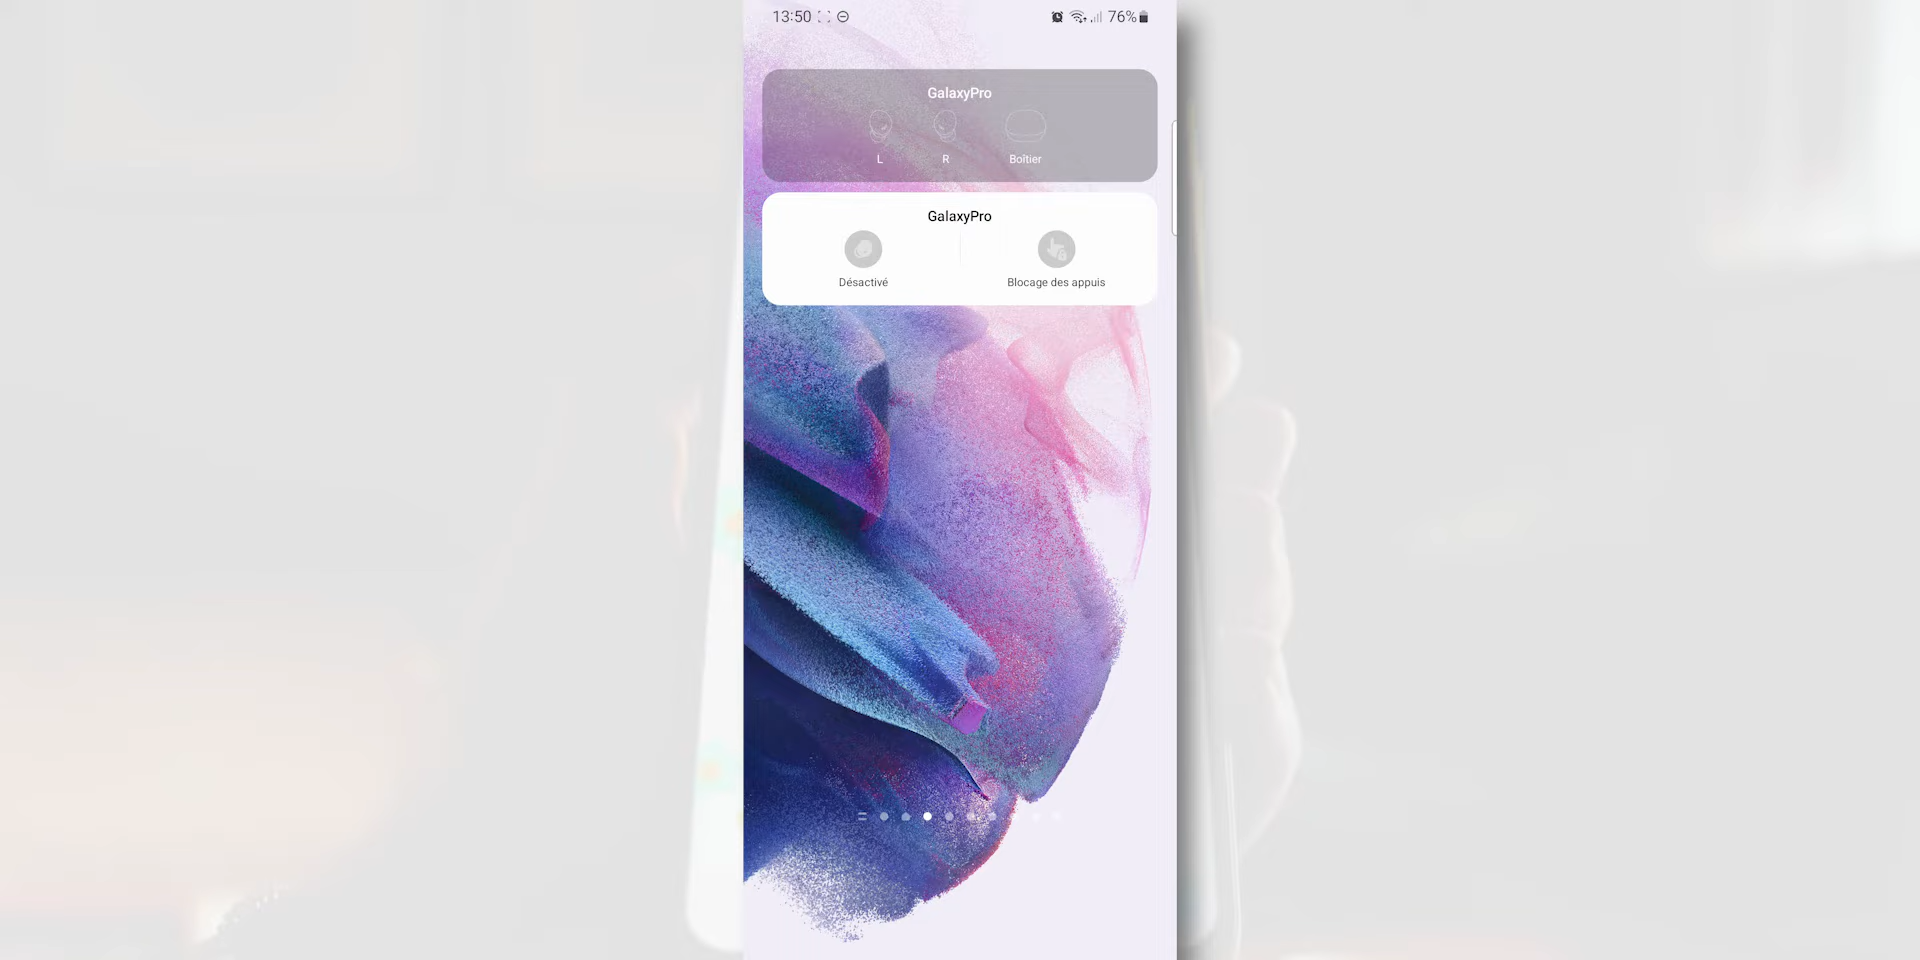 13:50 76%
GalaxyPro
L R Boîtier
GalaxyPro
Désactivé Blocage des appuis